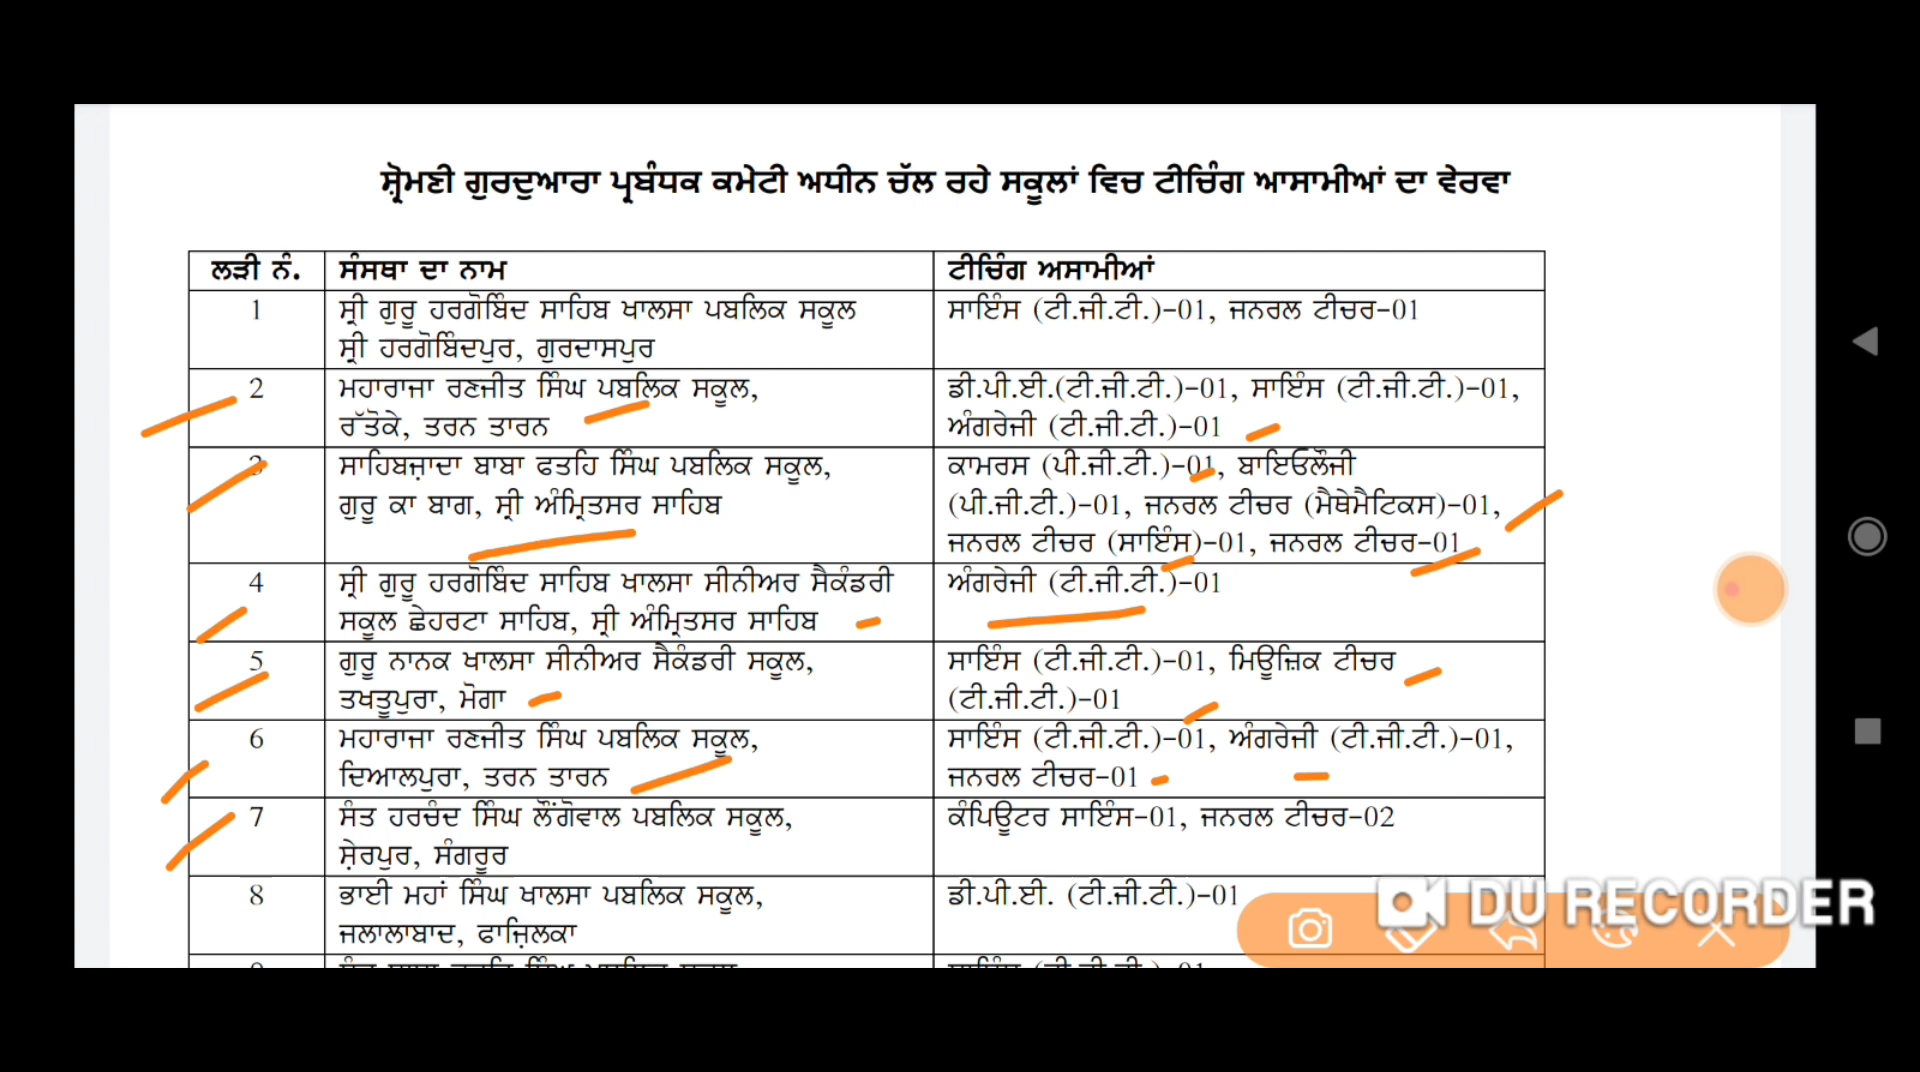 ਸ਼੍ਰੋਮਣੀ ਗੁਰਦੁਆਰਾ ਪ੍ਰਬੰਧਕ ਕਮੇਟੀ ਅਧੀਨ ਚੱਲ ਰਹੇ ਸਕੂਲਾਂ ਵਿਚ ਟੀਚਿੰਗ ਆਸਾਮੀਆਂ ਦਾ ਵੇਰਵਾ
ਲੜੀ ਨੰ. ਸੰਸਥਾ ਦਾ ਨਾਮ ਟੀਚਿੰਗ ਅਸਾਮੀਆਂ
1 ਸ੍ਰੀ ਗੁਰੂ ਹਰਗੋਬਿੰਦ ਸਾਹਿਬ ਖਾਲਸਾ ਪਬਲਿਕ ਸਕੂਲ ਸਾਇੰਸ (ਟੀ.ਜੀ.ਟੀ.)-01, ਜਨਰਲ ਟੀਚਰ-01
ਸ੍ਰੀ ਹਰਗੋਬਿੰਦਪੁਰ, ਗੁਰਦਾਸਪੁਰ
2 ਮਹਾਰਾਜਾ ਰਣਜੀਤ ਸਿੰਘ ਪਬਲਿਕ ਸਕੂਲ, ਡੀ.ਪੀ.ਈ.(ਟੀ.ਜੀ.ਟੀ.)-01, ਸਾਇੰਸ (ਟੀ.ਜੀ.ਟੀ.)-01,
ਰੱਤੋਕੇ, ਤਰਨ ਤਾਰਨ ਅੰਗਰੇਜੀ (ਟੀ.ਜੀ.ਟੀ.)-01
3 ਸਾਹਿਬਜ਼ਾਦਾ ਬਾਬਾ ਫਤਹਿ ਸਿੰਘ ਪਬਲਿਕ ਸਕੂਲ, ਕਾਮਰਸ (ਪੀ.ਜੀ.ਟੀ.)-01, ਬਾਇਓਲੌਜੀ
ਗੁਰੂ ਕਾ ਬਾਗ, ਸ੍ਰੀ ਅੰਮ੍ਰਿਤਸਰ ਸਾਹਿਬ (ਪੀ.ਜੀ.ਟੀ.)-01, ਜਨਰਲ ਟੀਚਰ (ਮੈਥੇਮੈਟਿਕਸ)-01,
ਜਨਰਲ ਟੀਚਰ (ਸਾਇੰਸ)-01, ਜਨਰਲ ਟੀਚਰ-01
4 ਸ੍ਰੀ ਗੁਰੂ ਹਰਗੋਬਿੰਦ ਸਾਹਿਬ ਖਾਲਸਾ ਸੀਨੀਅਰ ਸੈਕੰਡਰੀ ਅੰਗਰੇਜੀ (ਟੀ.ਜੀ.ਟੀ.)-01
ਸਕੂਲ ਛੇਹਰਟਾ ਸਾਹਿਬ, ਸ੍ਰੀ ਅੰਮ੍ਰਿਤਸਰ ਸਾਹਿਬ
5 ਗੁਰੂ ਨਾਨਕ ਖਾਲਸਾ ਸੀਨੀਅਰ ਸੈਕੰਡਰੀ ਸਕੂਲ, ਸਾਇੰਸ (ਟੀ.ਜੀ.ਟੀ.)-01, ਮਿਊਜ਼ਿਕ ਟੀਚਰ
ਤਖਤੂਪੁਰਾ, ਮੋਗਾ (ਟੀ.ਜੀ.ਟੀ.)-01
6 ਮਹਾਰਾਜਾ ਰਣਜੀਤ ਸਿੰਘ ਪਬਲਿਕ ਸਕੂਲ, ਸਾਇੰਸ (ਟੀ.ਜੀ.ਟੀ.)-01, ਅੰਗਰੇਜੀ (ਟੀ.ਜੀ.ਟੀ.)-01,
ਦਿਆਲਪੁਰਾ, ਤਰਨ ਤਾਰਨ ਜਨਰਲ ਟੀਚਰ-01
7 ਸੰਤ ਹਰਚੰਦ ਸਿੰਘ ਲੌਂਗੋਵਾਲ ਪਬਲਿਕ ਸਕੂਲ, ਕੰਪਿਊਟਰ ਸਾਇੰਸ-01, ਜਨਰਲ ਟੀਚਰ-02
ਸ਼ੇਰਪੁਰ, ਸੰਗਰੂਰ
8 ਭਾਈ ਮਹਾਂ ਸਿੰਘ ਖਾਲਸਾ ਪਬਲਿਕ ਸਕੂਲ, ਡੀ.ਪੀ.ਈ. (ਟੀ.ਜੀ.ਟੀ.)-01
ਜਲਾਲਾਬਾਦ, ਫਾਜ਼ਿਲਕਾ
DU RECORDER